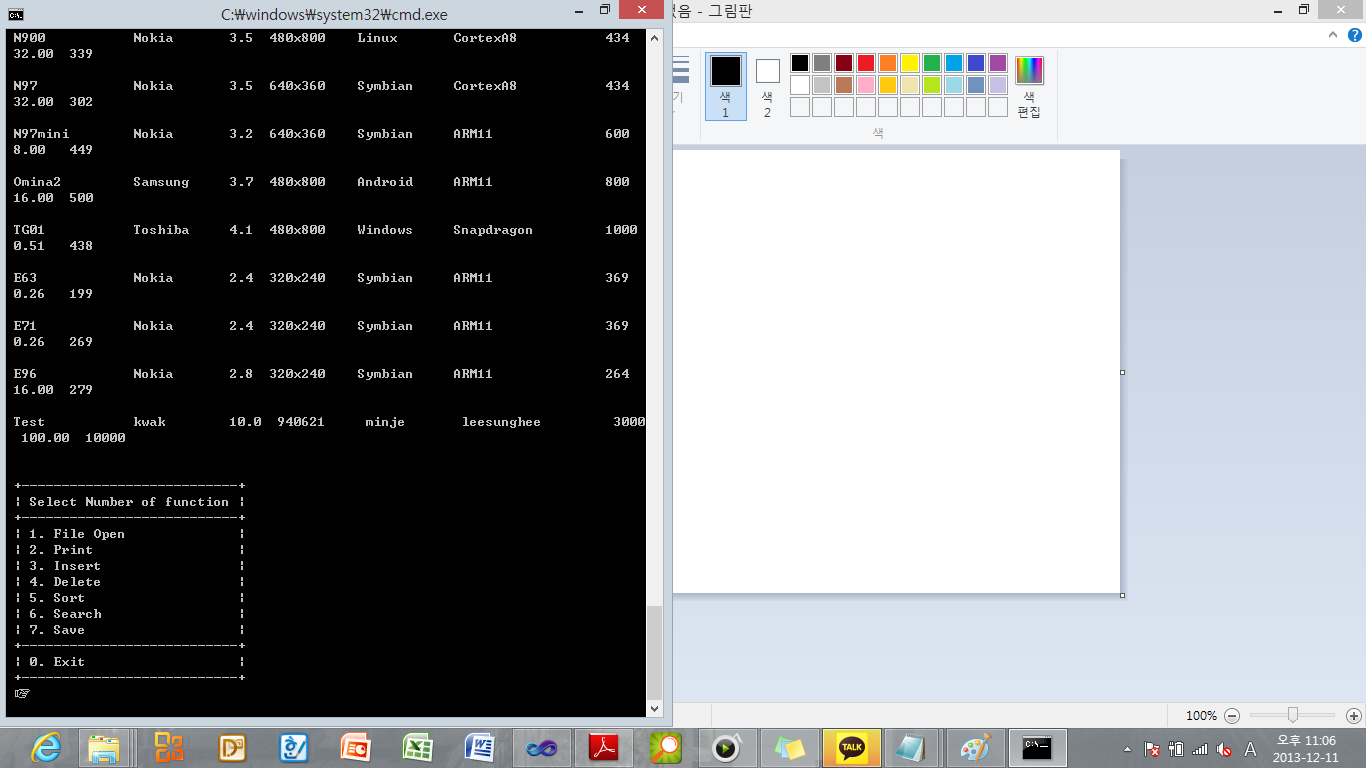 C:₩windows₩system32₩cmd.exe
N900 Nokia 3.5 480x800 Linux CortexA8 434
32.00 339
N97 Nokia 3.5 640x360 Symbian CortexA8 434
32.00 302
N97mini Nokia 3.2 640x360 Symbian ARM11 600
8.00 449
Omina2 Samsung 3.7 480x800 Android ARM11 800
16.00 500
TG01 Toshiba 4.1 480x800 Windows Snapdragon 1000
0.51 438
E63 Nokia 2.4 320x240 Symbian ARM11 369
0.26 199
E71 Nokia 2.4 320x240 Symbian ARM11 369
0.26 269
E96 Nokia 2.8 320x240 Symbian ARM11 264
16.00 279
Test kwak 10.0 940621 minje leesunghee 3000
100.00 10000
+----------------------------+
| Select Number of function |
+----------------------------+
| 1. File Open |
| 2. Print |
| 3. Insert |
| 4. Delete |
| 5. Sort |
| 6. Search |
| 7. Save |
+----------------------------+
| 0. Exit |
+----------------------------+
☞
없음 - 그림판
기
색
1
색
2
색
편집
색
100%
TALK
A
오후 11:06
2013-12-11